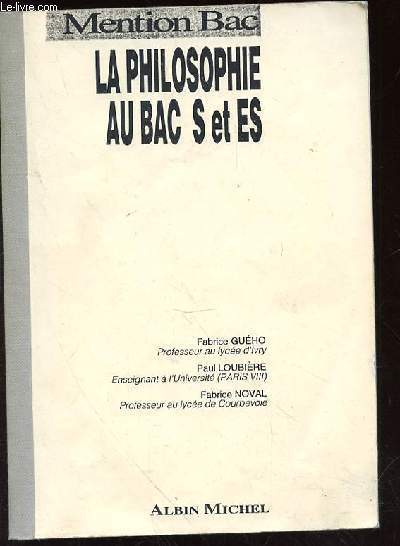 le-livre.com
Mention Bac
LA PHILOSOPHIE
AU BAC S et ES
Fabrice GUÉHO
Professeur au lycée d'Ivry
Paul LOUBIÈRE
Enseignant à l'Université (PARIS VIII)
Fabrice NOVAL
Professeur au lycée de Courbevoie
ALBIN MICHEL